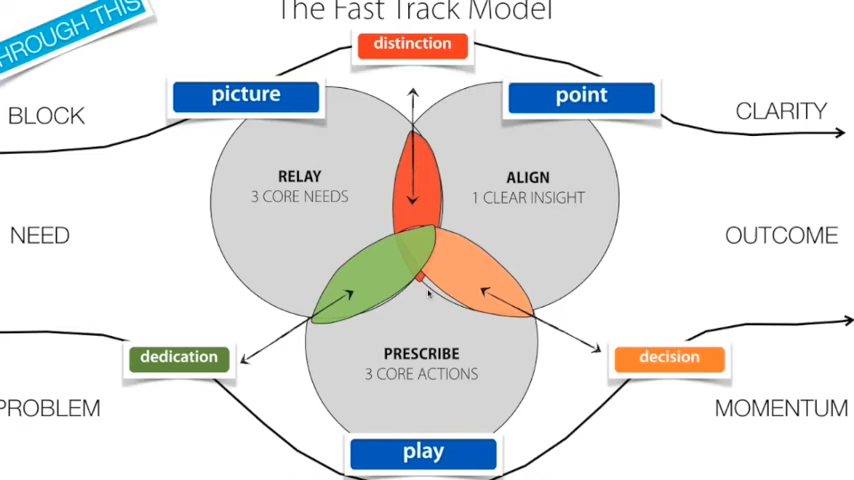 The Fast Track Model
HROUGH THIS
distinction
picture
point
BLOCK
CLARITY
RELAY
3 CORE NEEDS
ALIGN
1 CLEAR INSIGHT
NEED
OUTCOME
dedication
PRESCRIBE
3 CORE ACTIONS
decision
PROBLEM
MOMENTUM
play